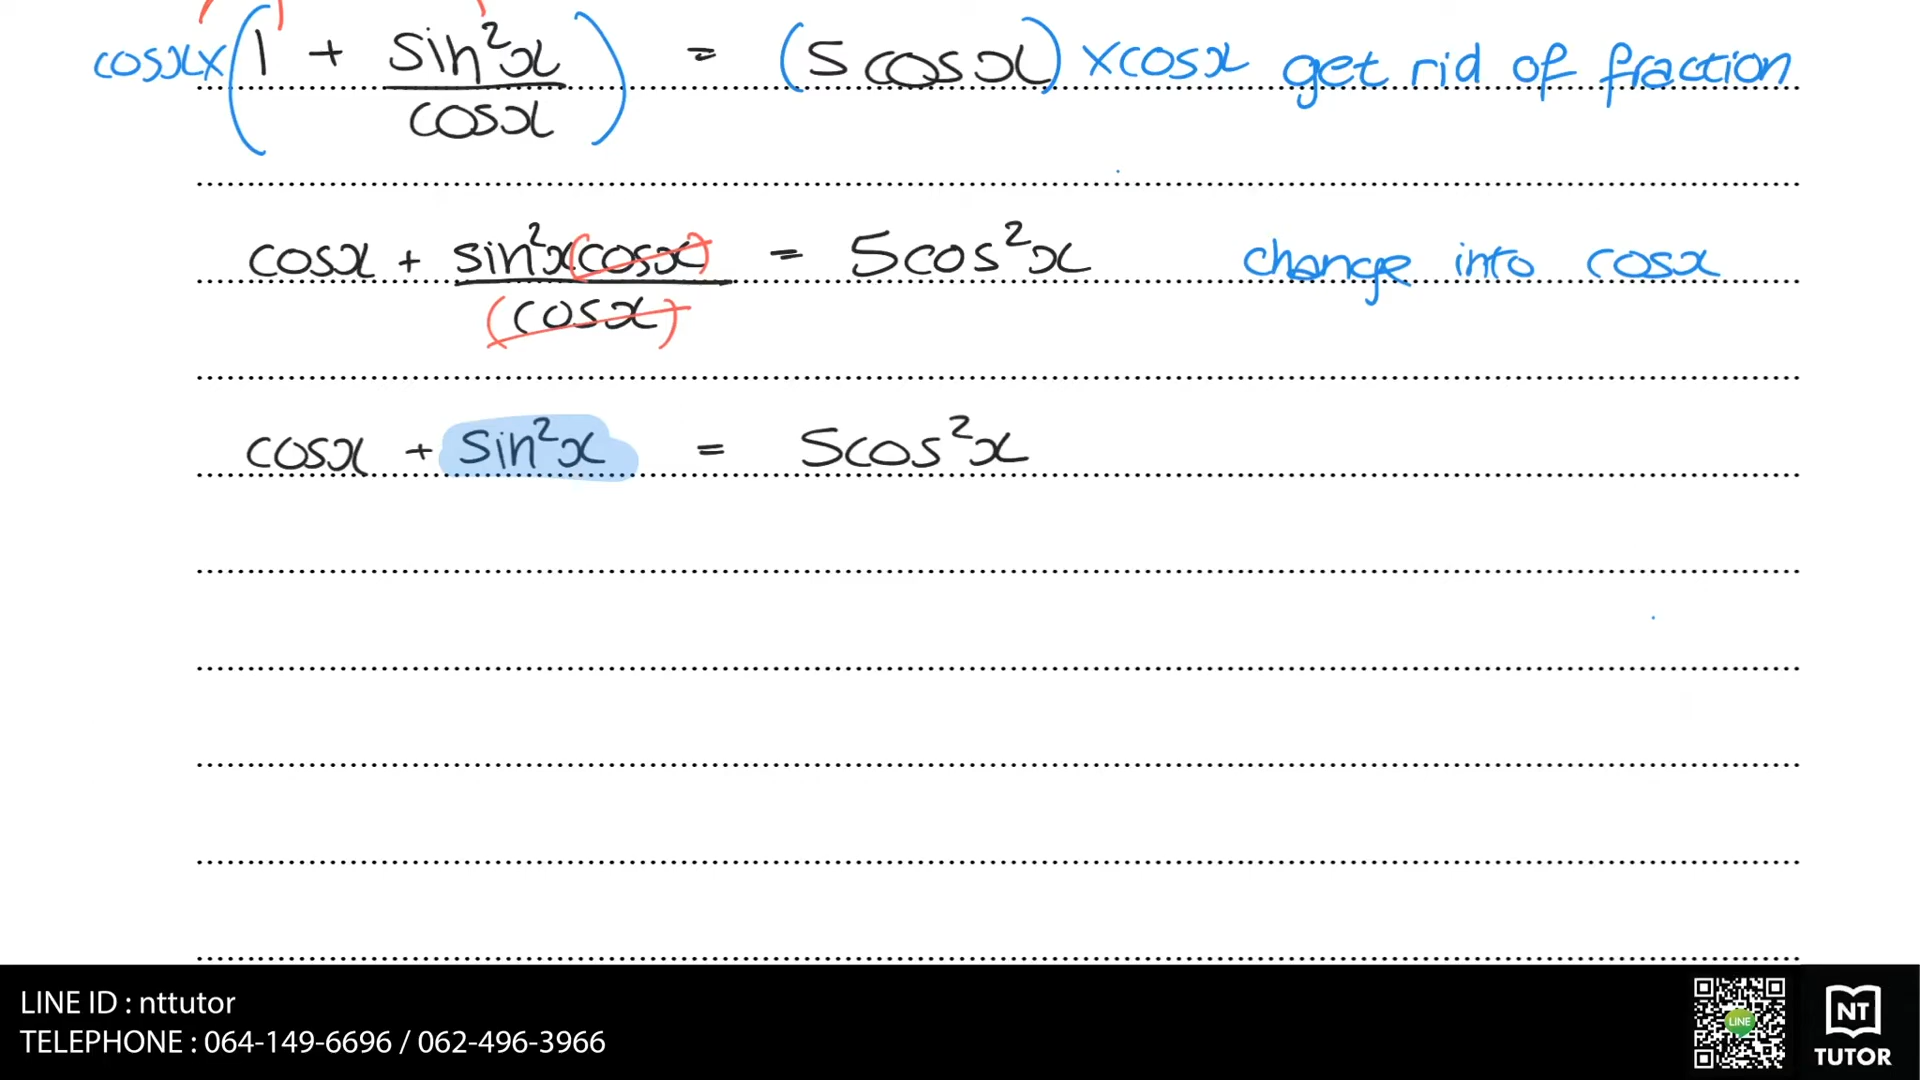 cosx×(1 + sin²x/cosx) = (5cosx)×cosx get rid of fraction
cosx + sin²x(cosx)/(cosx) = 5cos²x change into cosx
cosx + sin²x = 5cos²x
LINE ID : nttutor
TELEPHONE : 064-149-6696 / 062-496-3966
LINE
NT
TUTOR